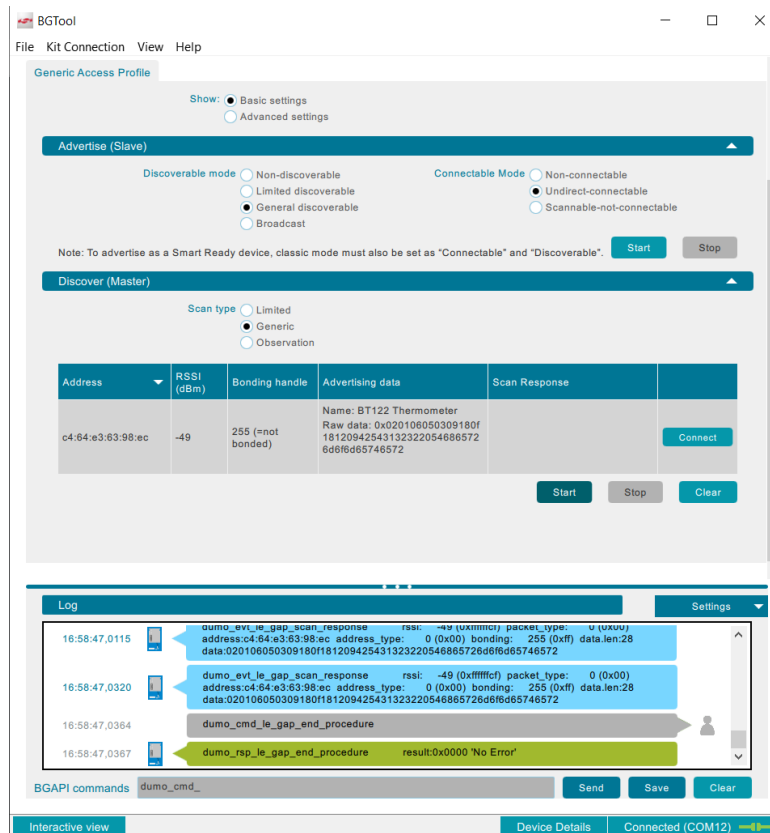 BGTool
File Kit Connection View Help
Generic Access Profile
Show: Basic settings
Advanced settings
Advertise (Slave)
Discoverable mode Non-discoverable Connectable Mode Non-connectable
Limited discoverable Undirect-connectable
General discoverable Scannable-not-connectable
Broadcast
Note: To advertise as a Smart Ready device, classic mode must also be set as “Connectable” and “Discoverable”. Start Stop
Discover (Master)
Scan type Limited
Generic
Observation
Address RSSI (dBm) Bonding handle Advertising data Scan Response
Name: BT122 Thermometer
Raw data: 0x020106050309180f
c4:64:e3:63:98:ec -49 255 (=not bonded) 18120942543132322054686572 Connect
6d6f6d65746572
Start Stop Clear
Log Settings
dumo_evt_le_gap_scan_response rssi: -49 (0xffffffcf) packet_type: 0 (0x00)
16:58:47,0115 address:c4:64:e3:63:98:ec address_type: 0 (0x00) bonding: 255 (0xff) data.len:28
data:020106050309180f181209425431323220546865726d6f6d65746572
dumo_evt_le_gap_scan_response rssi: -49 (0xffffffcf) packet_type: 0 (0x00)
16:58:47,0320 address:c4:64:e3:63:98:ec address_type: 0 (0x00) bonding: 255 (0xff) data.len:28
data:020106050309180f181209425431323220546865726d6f6d65746572
16:58:47,0364 dumo_cmd_le_gap_end_procedure
16:58:47,0367 dumo_rsp_le_gap_end_procedure result:0x0000 'No Error'
BGAPI commands dumo_cmd_ Send Save Clear
Interactive view Device Details Connected (COM12)